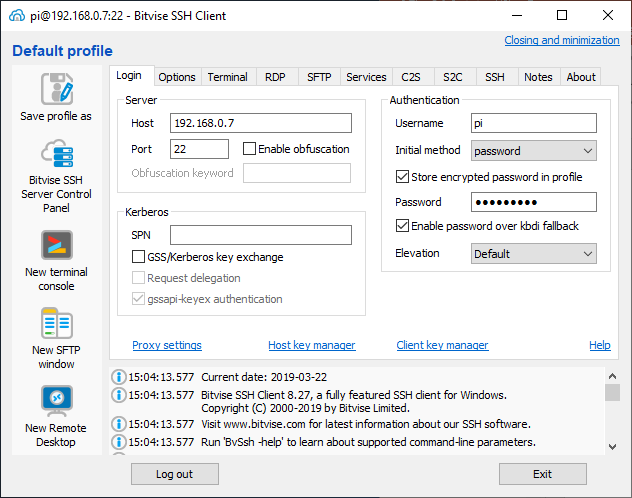 pi@192.168.0.7:22 - Bitvise SSH Client
Default profile
Closing and minimization
Save profile as
Bitvise SSH
Server Control
Panel
New terminal
console
New SFTP
window
New Remote
Desktop
Login Options Terminal RDP SFTP Services C2S S2C SSH Notes About
Server
Host 192.168.0.7
Port 22 Enable obfuscation
Obfuscation keyword
Kerberos
SPN
GSS/Kerberos key exchange
Request delegation
gssapi-keyex authentication
Authentication
Username pi
Initial method password
Store encrypted password in profile
Password ●●●●●●●●●
Enable password over kbdi fallback
Elevation Default
Proxy settings Host key manager Client key manager Help
15:04:13.577 Current date: 2019-03-22
15:04:13.577 Bitvise SSH Client 8.27, a fully featured SSH client for Windows.
Copyright (C) 2000-2019 by Bitvise Limited.
15:04:13.577 Visit www.bitvise.com for latest information about our SSH software.
15:04:13.577 Run 'BvSsh -help' to learn about supported command-line parameters.
Log out Exit